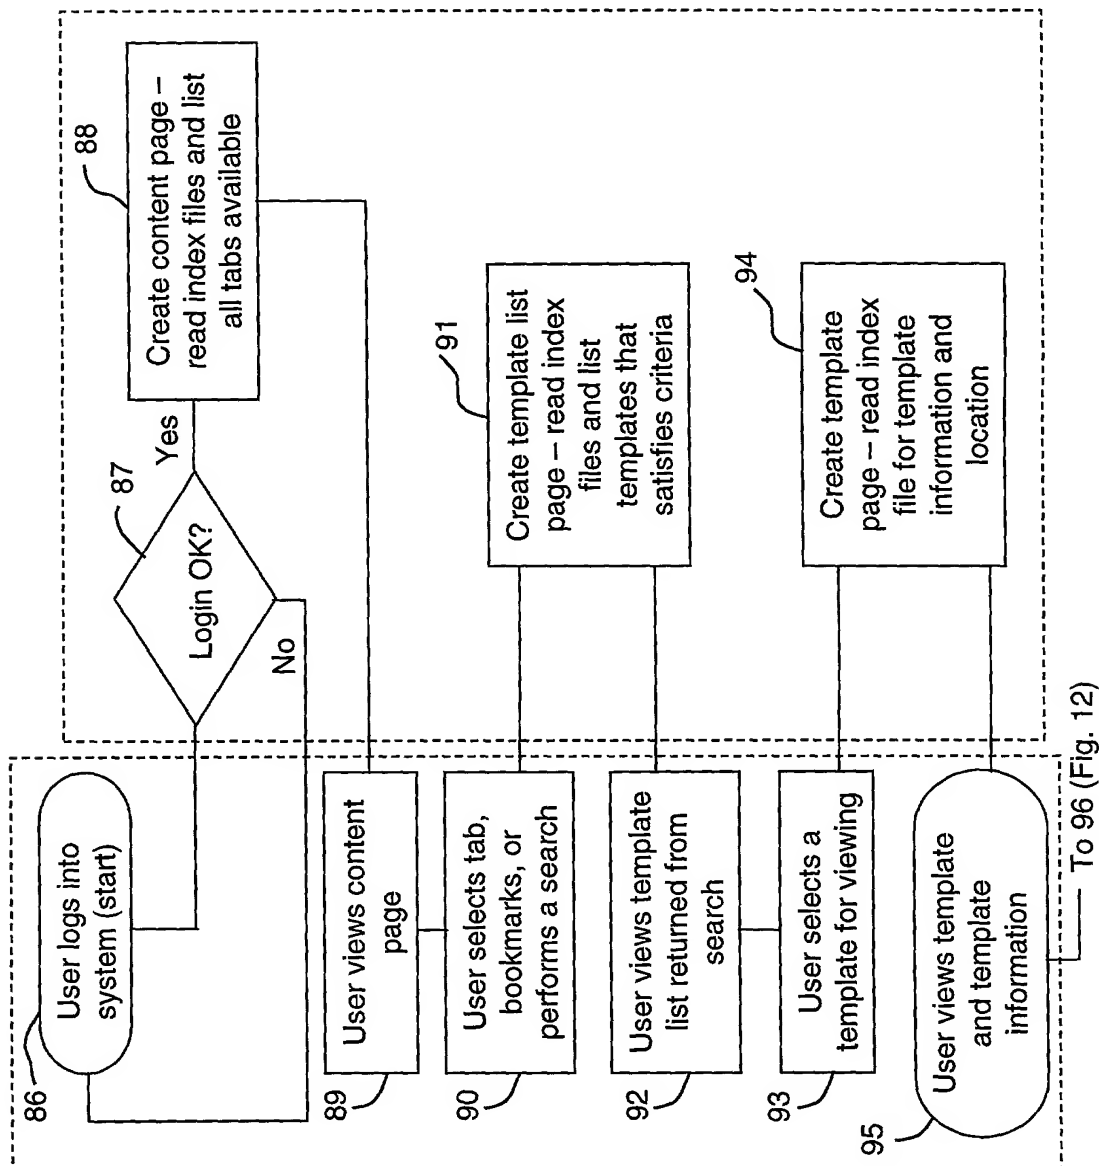 86
User logs into
system (start)
87
Login OK?
Yes
No
88
Create content page –
read index files and list
all tabs available
89
User views content
page
90
User selects tab,
bookmarks, or
performs a search
91
Create template list
page – read index
files and list
templates that
satisfies criteria
92
User views template
list returned from
search
93
User selects a
template for viewing
94
Create template
page – read index
file for template
information and
location
95
User views template
and template
information
To 96 (Fig. 12)